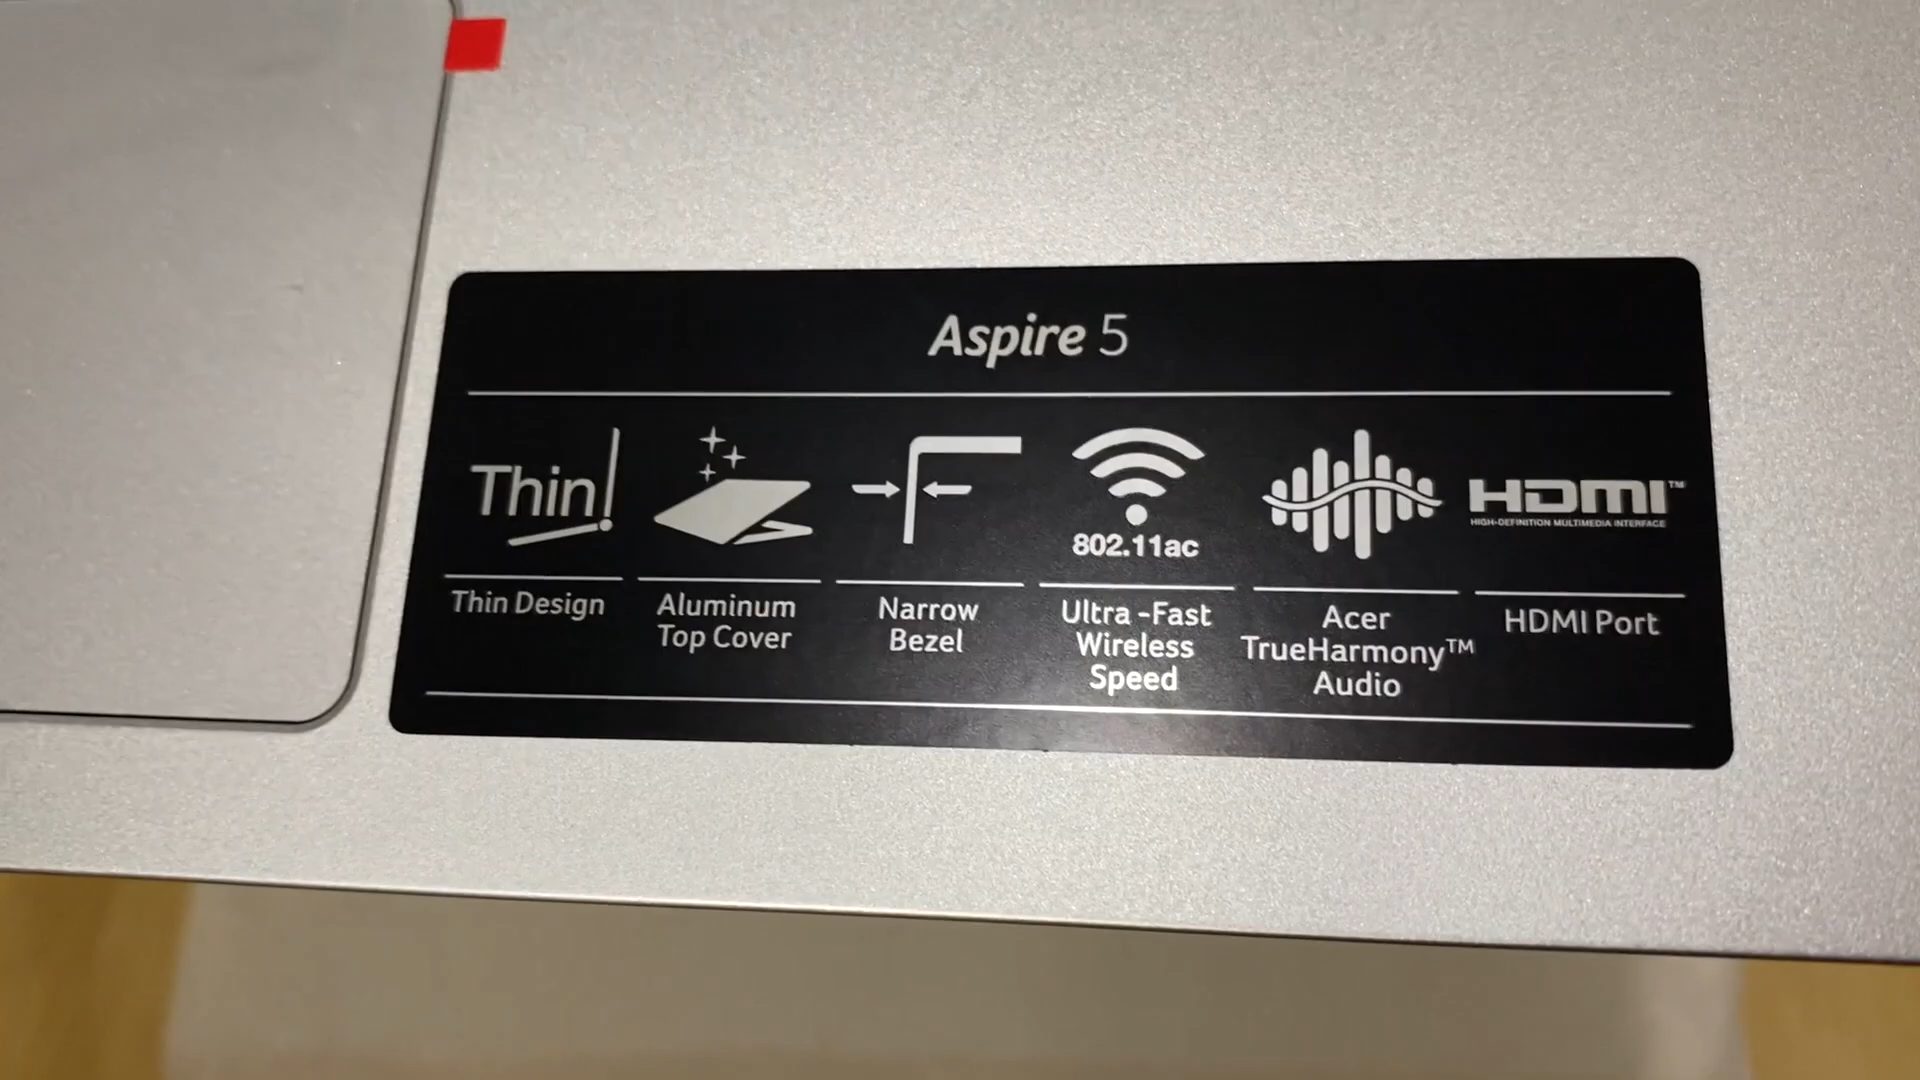 Aspire 5
Thin!
802.11ac
HDMI™
HIGH-DEFINITION MULTIMEDIA INTERFACE
Thin Design
Aluminum
Top Cover
Narrow
Bezel
Ultra -Fast
Wireless
Speed
Acer
TrueHarmony™
Audio
HDMI Port